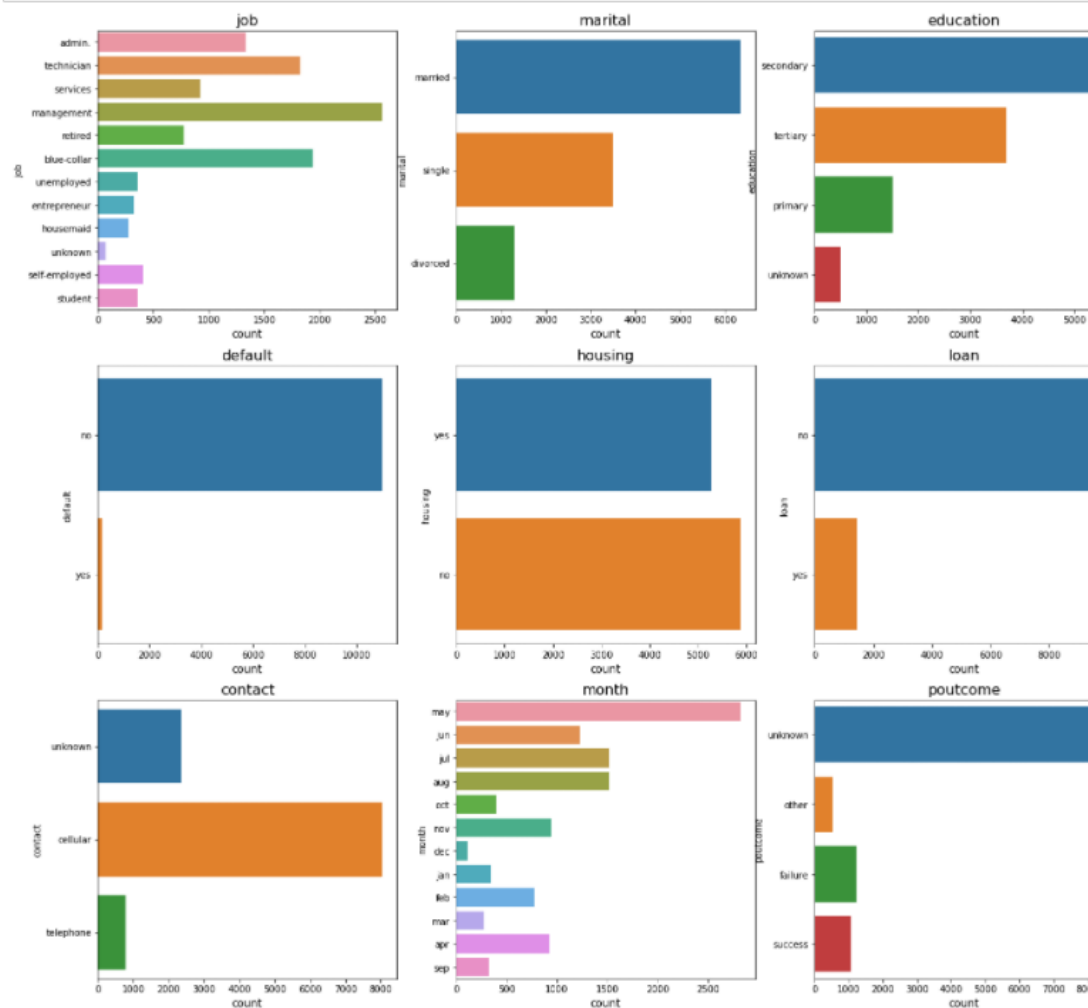 job
marital
education
admin.
technician
services
management
retired
blue-collar
unemployed
entrepreneur
housemaid
unknown
self-employed
student
job
0 500 1000 1500 2000 2500
count
married
single
divorced
marital
0 1000 2000 3000 4000 5000 6000
count
secondary
tertiary
primary
unknown
education
0 1000 2000 3000 4000 5000
count
default
housing
loan
no
yes
default
0 2000 4000 6000 8000 10000
count
yes
no
housing
0 1000 2000 3000 4000 5000 6000
count
no
yes
loan
0 2000 4000 6000 8000
count
contact
month
poutcome
unknown
cellular
telephone
contact
0 1000 2000 3000 4000 5000 6000 7000 8000
count
may
jun
jul
aug
oct
nov
dec
jan
feb
mar
apr
sep
month
0 500 1000 1500 2000 2500
count
unknown
other
failure
success
poutcome
0 1000 2000 3000 4000 5000 6000 7000 8000
count